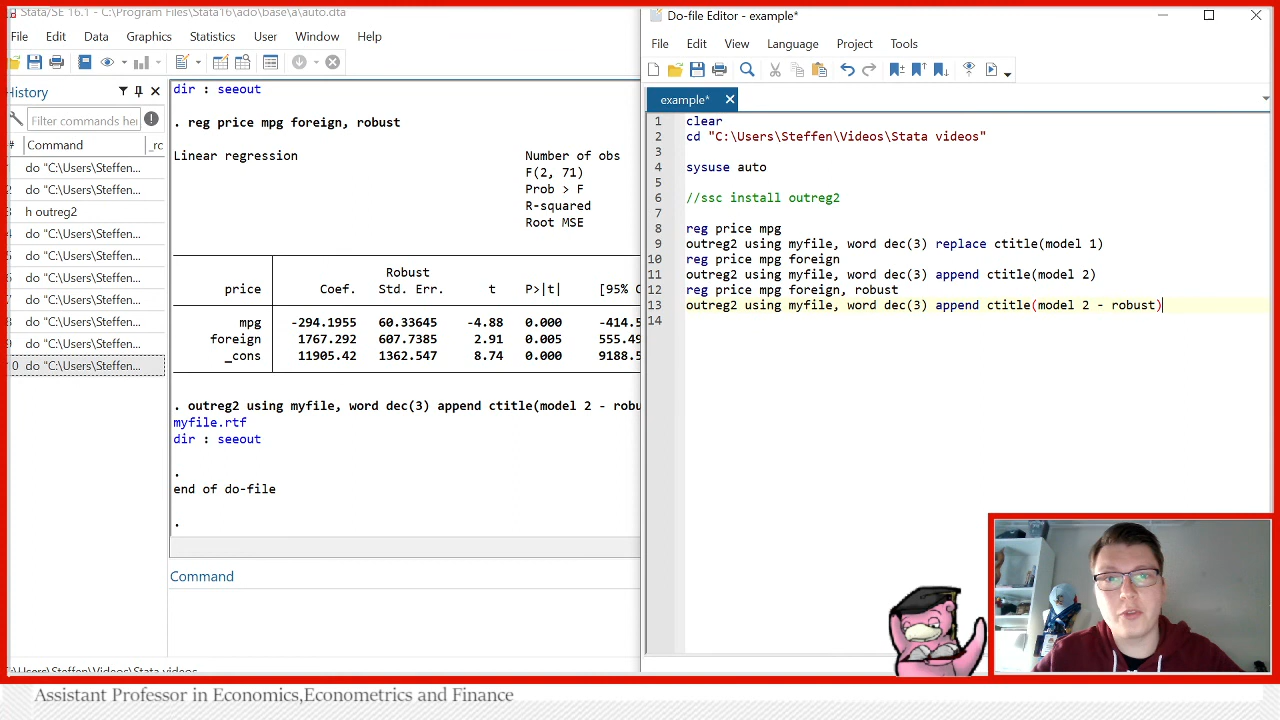 Stata/SE 16.1 - C:\Program Files\Stata16\ado\base\a\auto.dta
File Edit Data Graphics Statistics User Window Help
History
Filter commands her
# Command _rc
do "C:\Users\Steffen...
do "C:\Users\Steffen...
3 h outreg2
do "C:\Users\Steffen...
do "C:\Users\Steffen...
do "C:\Users\Steffen...
do "C:\Users\Steffen...
do "C:\Users\Steffen...
do "C:\Users\Steffen...
0 do "C:\Users\Steffen...
dir : seeout
. reg price mpg foreign, robust
Linear regression Number of obs
F(2, 71)
Prob > F
R-squared
Root MSE
Robust
price Coef. Std. Err. t P>|t| [95% C
mpg -294.1955 60.33645 -4.88 0.000 -414.5
foreign 1767.292 607.7385 2.91 0.005 555.49
_cons 11905.42 1362.547 8.74 0.000 9188.5
. outreg2 using myfile, word dec(3) append ctitle(model 2 - robu
myfile.rtf
dir : seeout
.
end of do-file
.
Command
C:\Users\Steffen\Videos\Stata videos
Do-file Editor - example*
File Edit View Language Project Tools
example* ×
1 clear
2 cd "C:\Users\Steffen\Videos\Stata videos"
3
4 sysuse auto
5
6 //ssc install outreg2
7
8 reg price mpg
9 outreg2 using myfile, word dec(3) replace ctitle(model 1)
10 reg price mpg foreign
11 outreg2 using myfile, word dec(3) append ctitle(model 2)
12 reg price mpg foreign, robust
13 outreg2 using myfile, word dec(3) append ctitle(model 2 - robust)
14
Assistant Professor in Economics,Econometrics and Finance